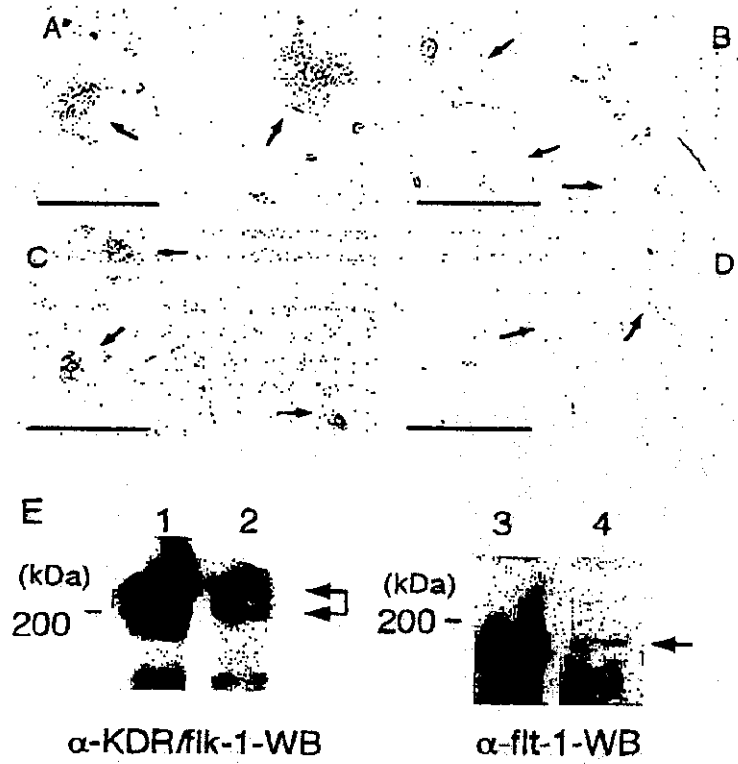 A
B
C
D
E
1 2
(kDa)
200
α-KDR/flk-1-WB
3 4
(kDa)
200
α-flt-1-WB